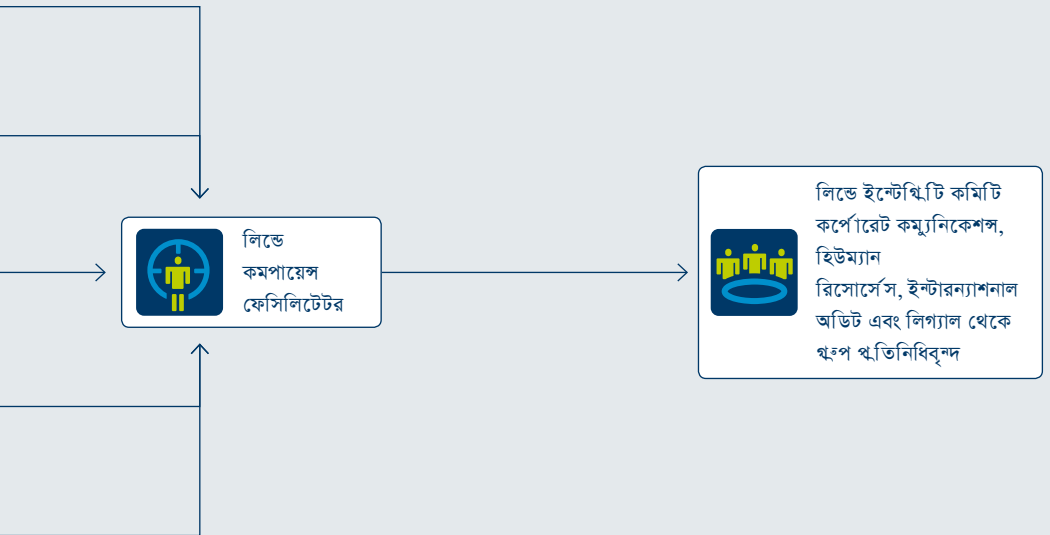 লিন্ডে
কমপায়েন্স
ফেসিলিটেটর
লিন্ডে ইন্টেগ্রিটি কমিটি
কর্পোরেট কম্যুনিকেশন্স,
হিউম্যান
রিসোর্সেস, ইন্টারন্যাশনাল
অডিট এবং লিগ্যাল থেকে
গ্রুপ প্রতিনিধিবৃন্দ